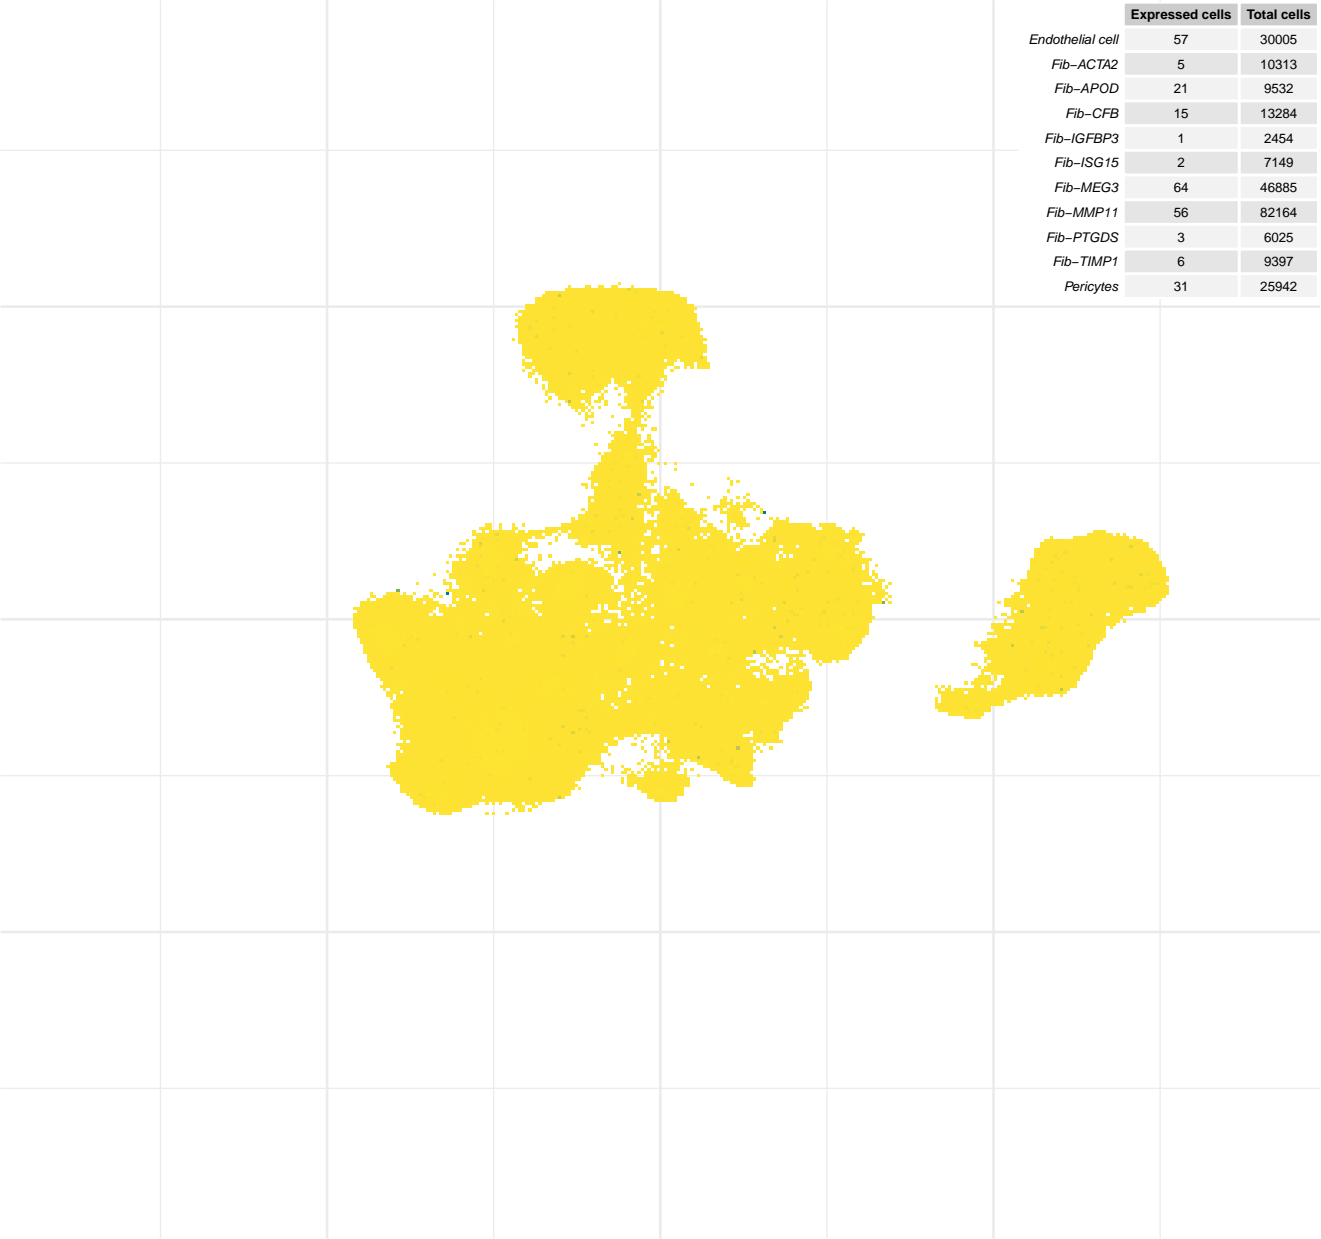 Expressed cells Total cells
Endothelial cell 57 30005
Fib−ACTA2 5 10313
Fib−APOD 21 9532
Fib−CFB 15 13284
Fib−IGFBP3 1 2454
Fib−ISG15 2 7149
Fib−MEG3 64 46885
Fib−MMP11 56 82164
Fib−PTGDS 3 6025
Fib−TIMP1 6 9397
Pericytes 31 25942